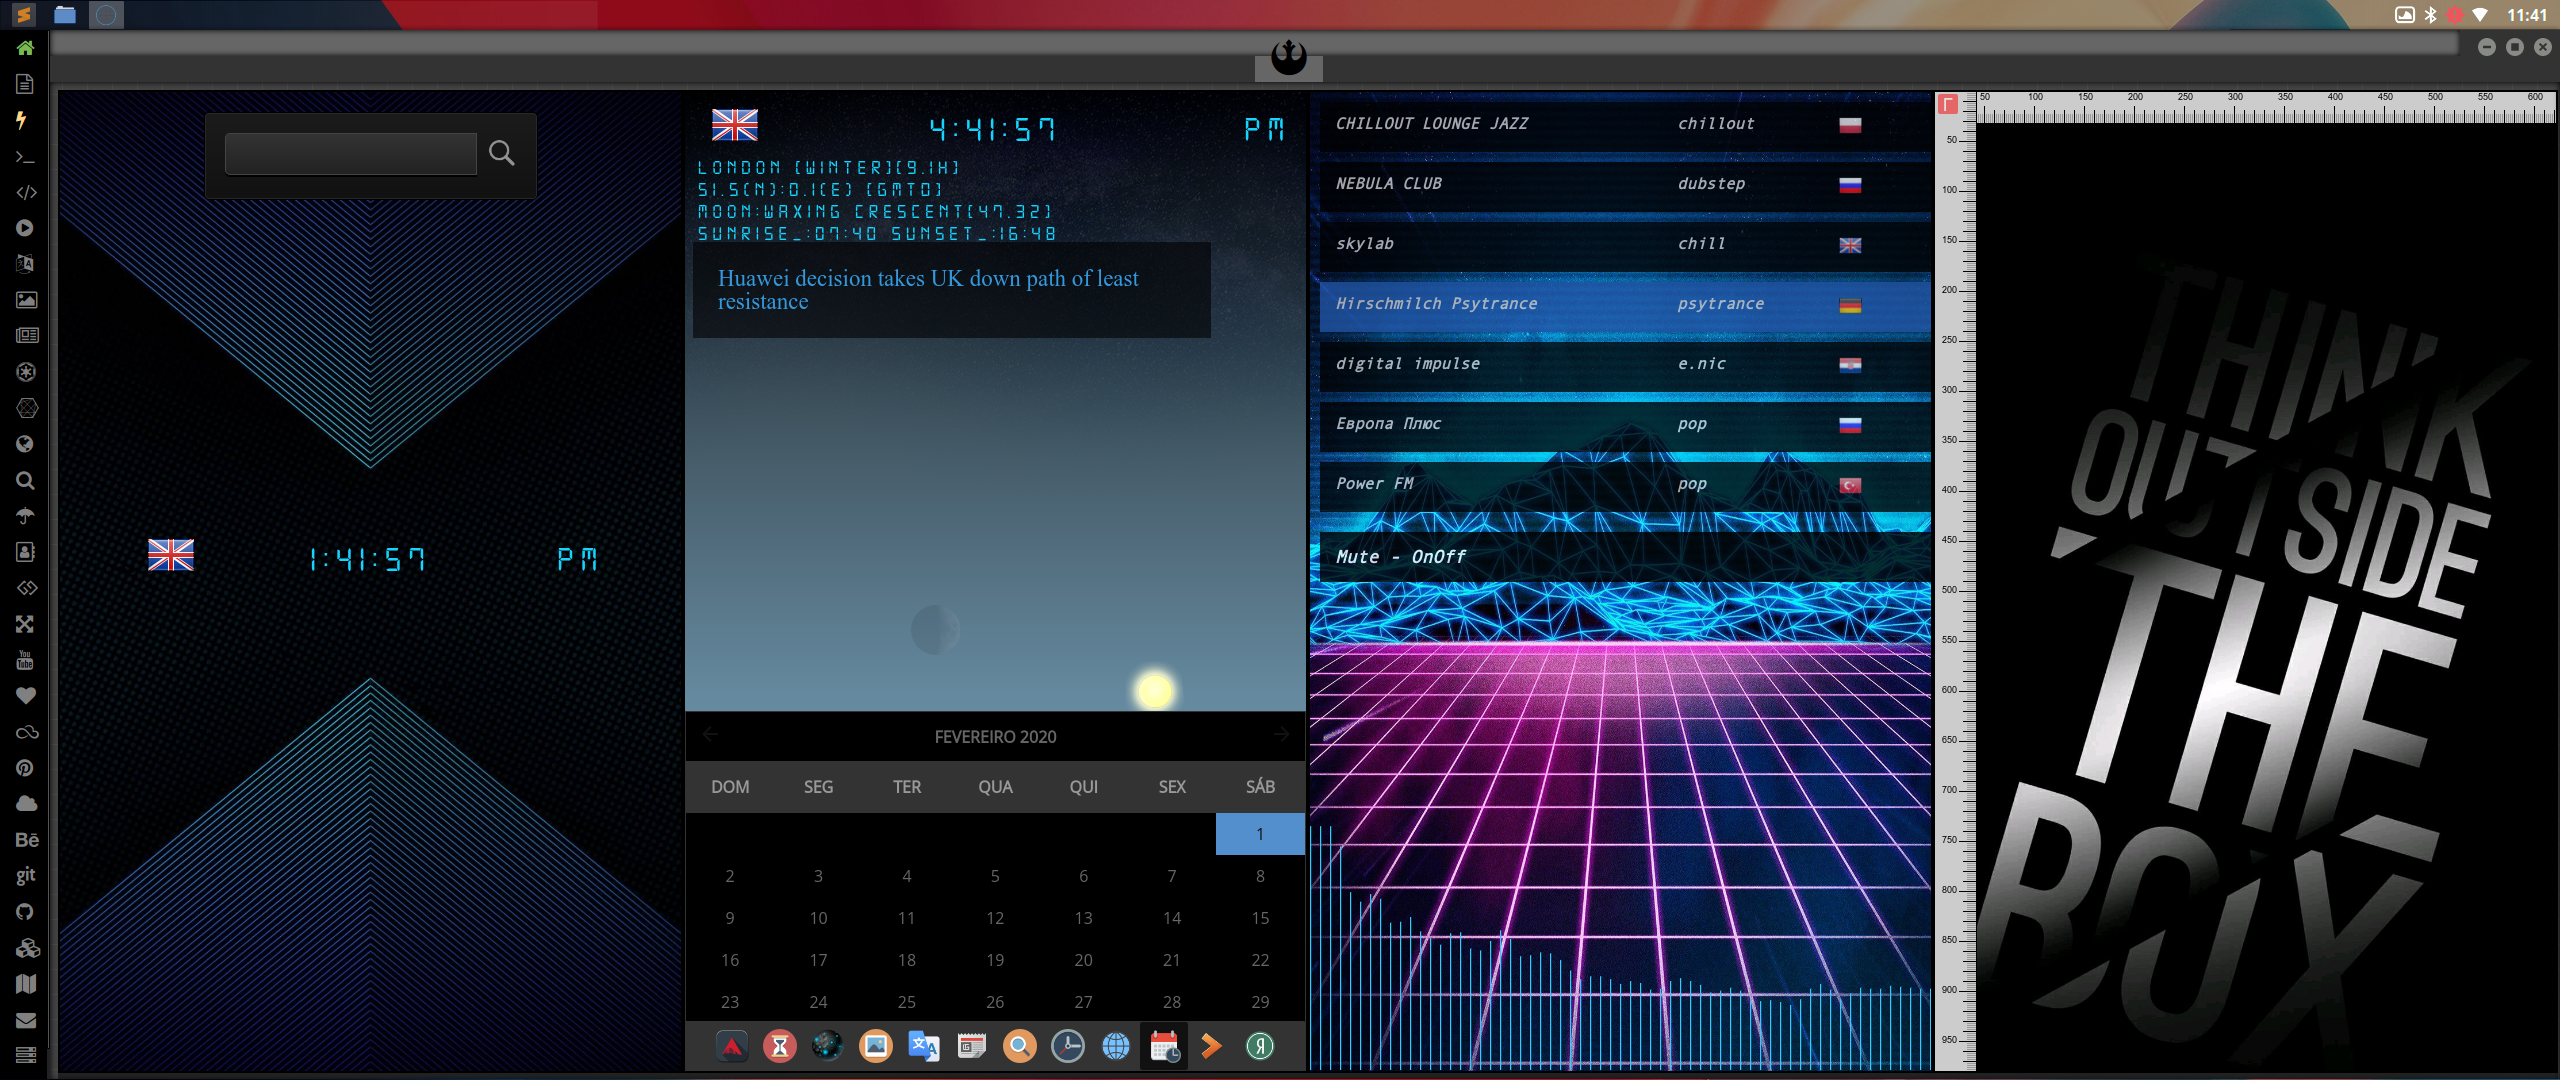 11:41
You
Tube
Bē
git
1:41:57 PM
4:41:57 PM
LONDON [WINTER][9.1H]
51.5(N):0.1(E) [GMT0]
MOON:WAXING CRESCENT[47.32]
SUNRISE_:07:40 SUNSET_:16:48
Huawei decision takes UK down path of least
resistance
FEVEREIRO 2020
DOM SEG TER QUA QUI SEX SÁB
1
2 3 4 5 6 7 8
9 10 11 12 13 14 15
16 17 18 19 20 21 22
23 24 25 26 27 28 29
CHILLOUT LOUNGE JAZZ chillout
NEBULA CLUB dubstep
skylab chill
Hirschmilch Psytrance psytrance
digital impulse e.nic
Европа Плюс pop
Power FM pop
Mute - OnOff
50 100 150 200 250 300 350 400 450 500 550 600
50
100
150
200
250
300
350
400
450
500
550
600
650
700
750
800
850
900
950
THINK
OUTSIDE
THE
BOX